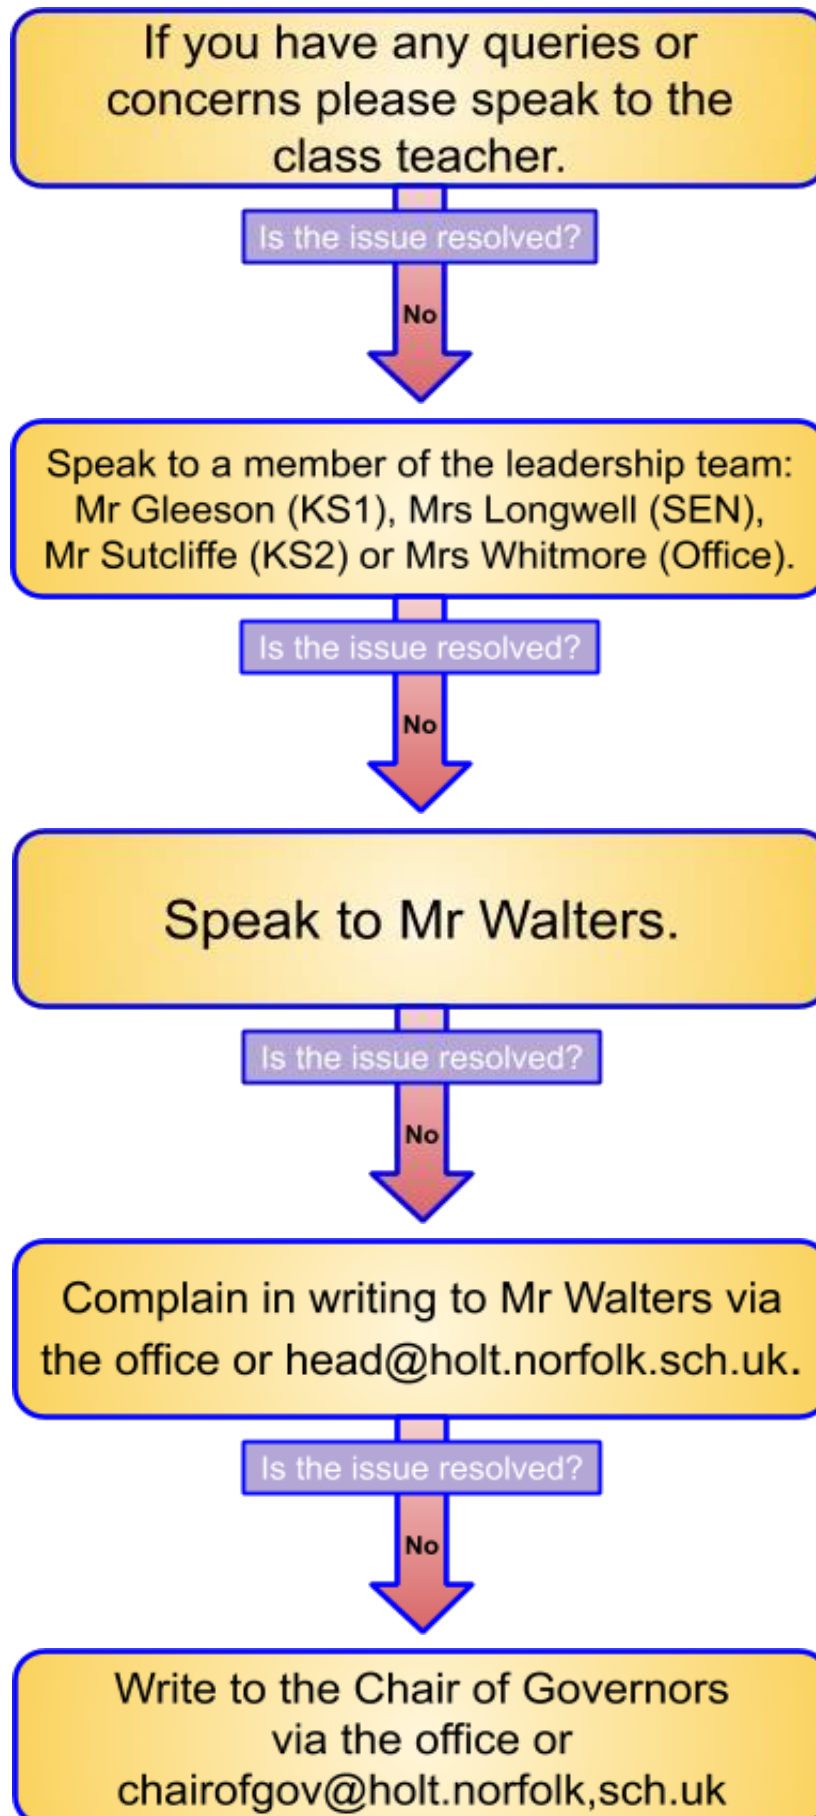 If you have any queries or
concerns please speak to the
class teacher.
Is the issue resolved?
No
Speak to a member of the leadership team:
Mr Gleeson (KS1), Mrs Longwell (SEN),
Mr Sutcliffe (KS2) or Mrs Whitmore (Office).
Is the issue resolved?
No
Speak to Mr Walters.
Is the issue resolved?
No
Complain in writing to Mr Walters via
the office or head@holt.norfolk.sch.uk.
Is the issue resolved?
No
Write to the Chair of Governors
via the office or
chairofgov@holt.norfolk,sch.uk